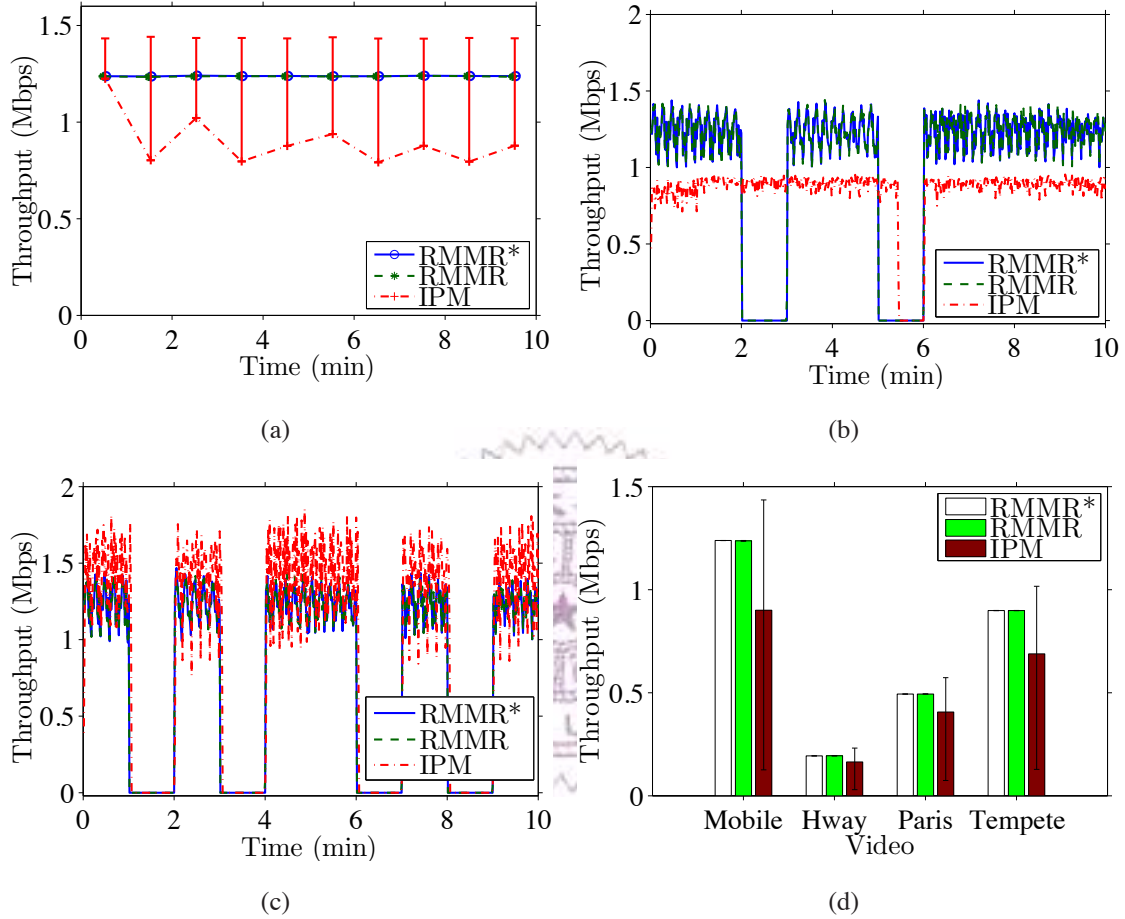 1.5
1
0.5
0
Throughput (Mbps)
RMMR*
RMMR
IPM
0 2 4 6 8 10
Time (min)
(a)
2
1.5
1
0.5
0
Throughput (Mbps)
RMMR*
RMMR
IPM
0 2 4 6 8 10
Time (min)
(b)
2
1.5
1
0.5
0
Throughput (Mbps)
RMMR*
RMMR
IPM
0 2 4 6 8 10
Time (min)
(c)
1.5
1
0.5
0
Throughput (Mbps)
RMMR*
RMMR
IPM
Mobile Hway Paris Tempete
Video
(d)